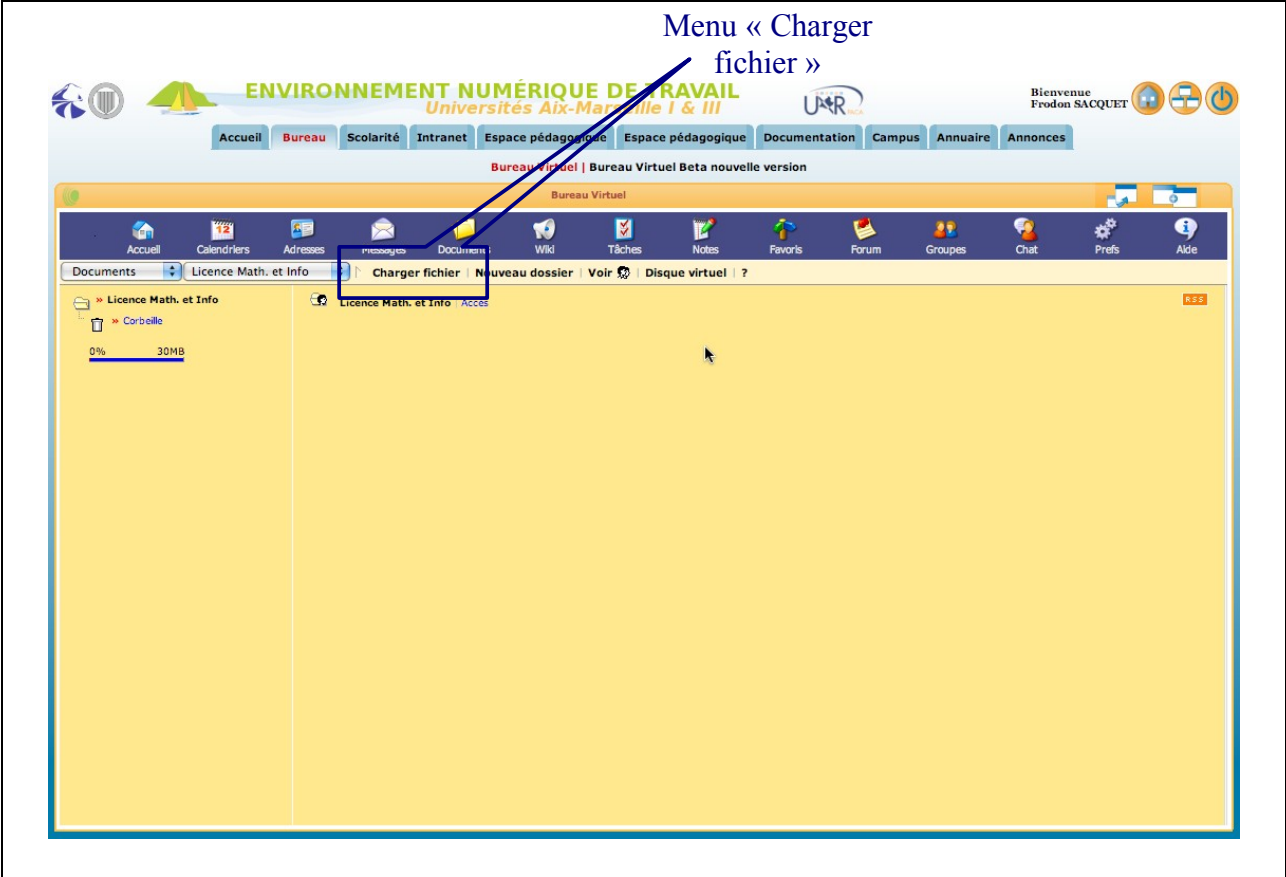 Menu « Charger
fichier »
ENVIRONNEMENT NUMÉRIQUE DE TRAVAIL
Universités Aix-Marseille I & III
Bienvenue
Frodon SACQUET
Accueil Bureau Scolarité Intranet Espace pédagogique Espace pédagogique Documentation Campus Annuaire Annonces
Bureau Virtuel | Bureau Virtuel Beta nouvelle version
Bureau Virtuel
12
Accueil Calendriers Adresses Messages Documents Wiki Tâches Notes Favoris Forum Groupes Chat Prefs Aide
Documents Licence Math. et Info Charger fichier | Nouveau dossier | Voir | Disque virtuel | ?
» Licence Math. et Info
Licence Math. et Info | Accès
RSS
» Corbeille
0% 30MB